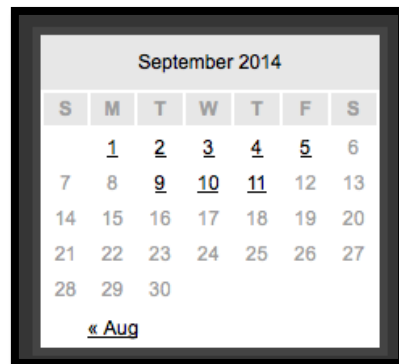 September 2014
S M T W T F S
1 2 3 4 5 6
7 8 9 10 11 12 13
14 15 16 17 18 19 20
21 22 23 24 25 26 27
28 29 30
« Aug